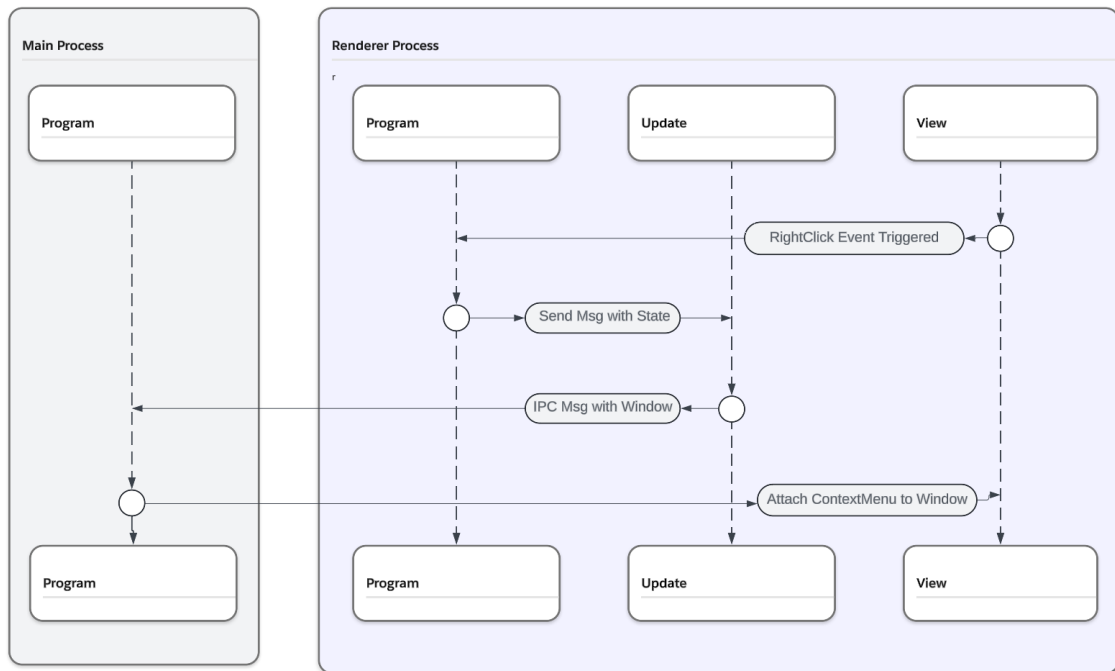 Main Process
Renderer Process
r
Program
Program
Update
View
RightClick Event Triggered
Send Msg with State
IPC Msg with Window
Attach ContextMenu to Window
Program
Program
Update
View